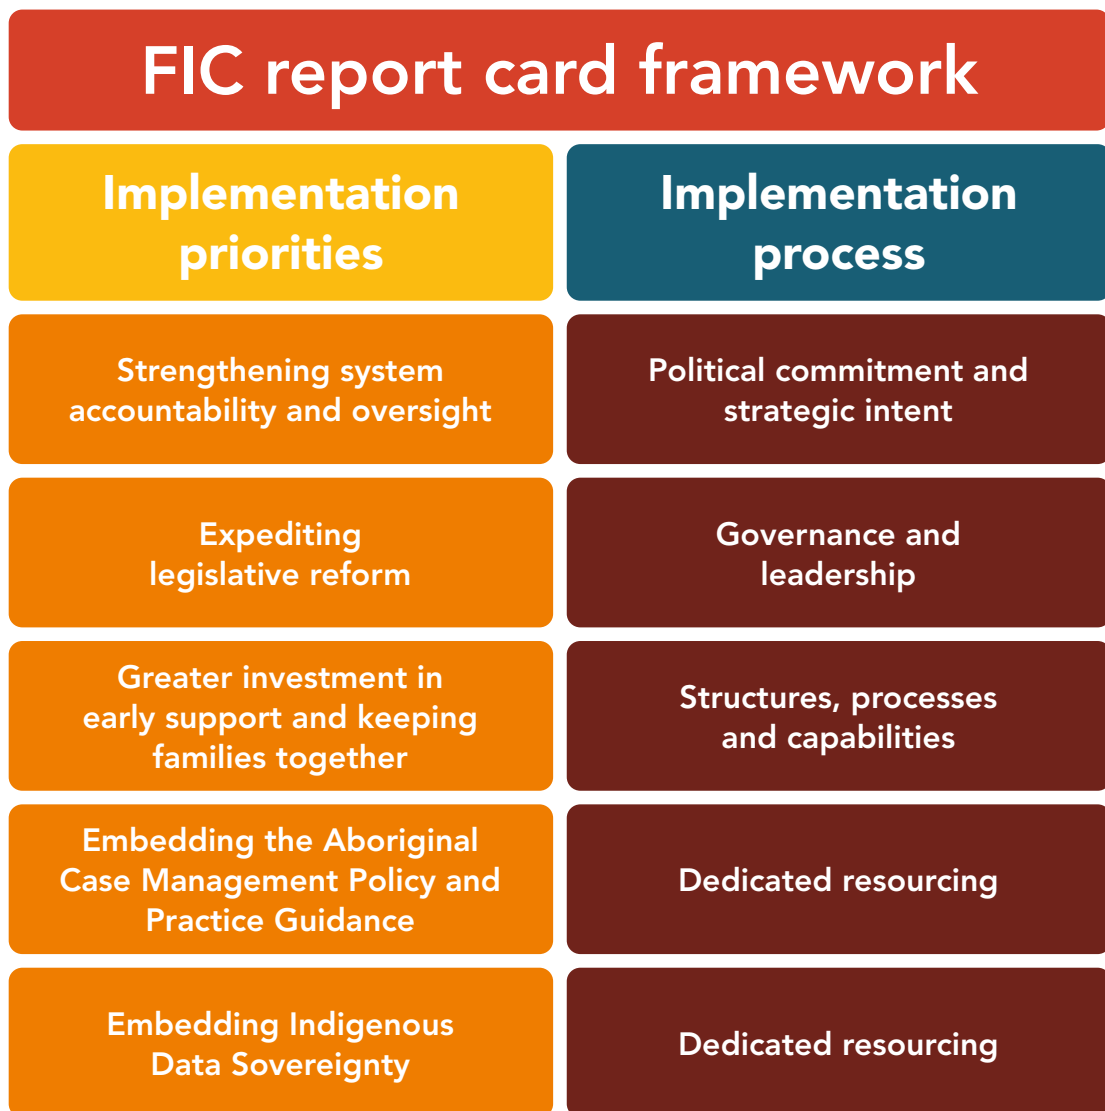 FIC report card framework
Implementation
priorities
Implementation
process
Strengthening system
accountability and oversight
Political commitment and
strategic intent
Expediting
legislative reform
Governance and
leadership
Greater investment in
early support and keeping
families together
Structures, processes
and capabilities
Embedding the Aboriginal
Case Management Policy and
Practice Guidance
Dedicated resourcing
Embedding Indigenous
Data Sovereignty
Dedicated resourcing